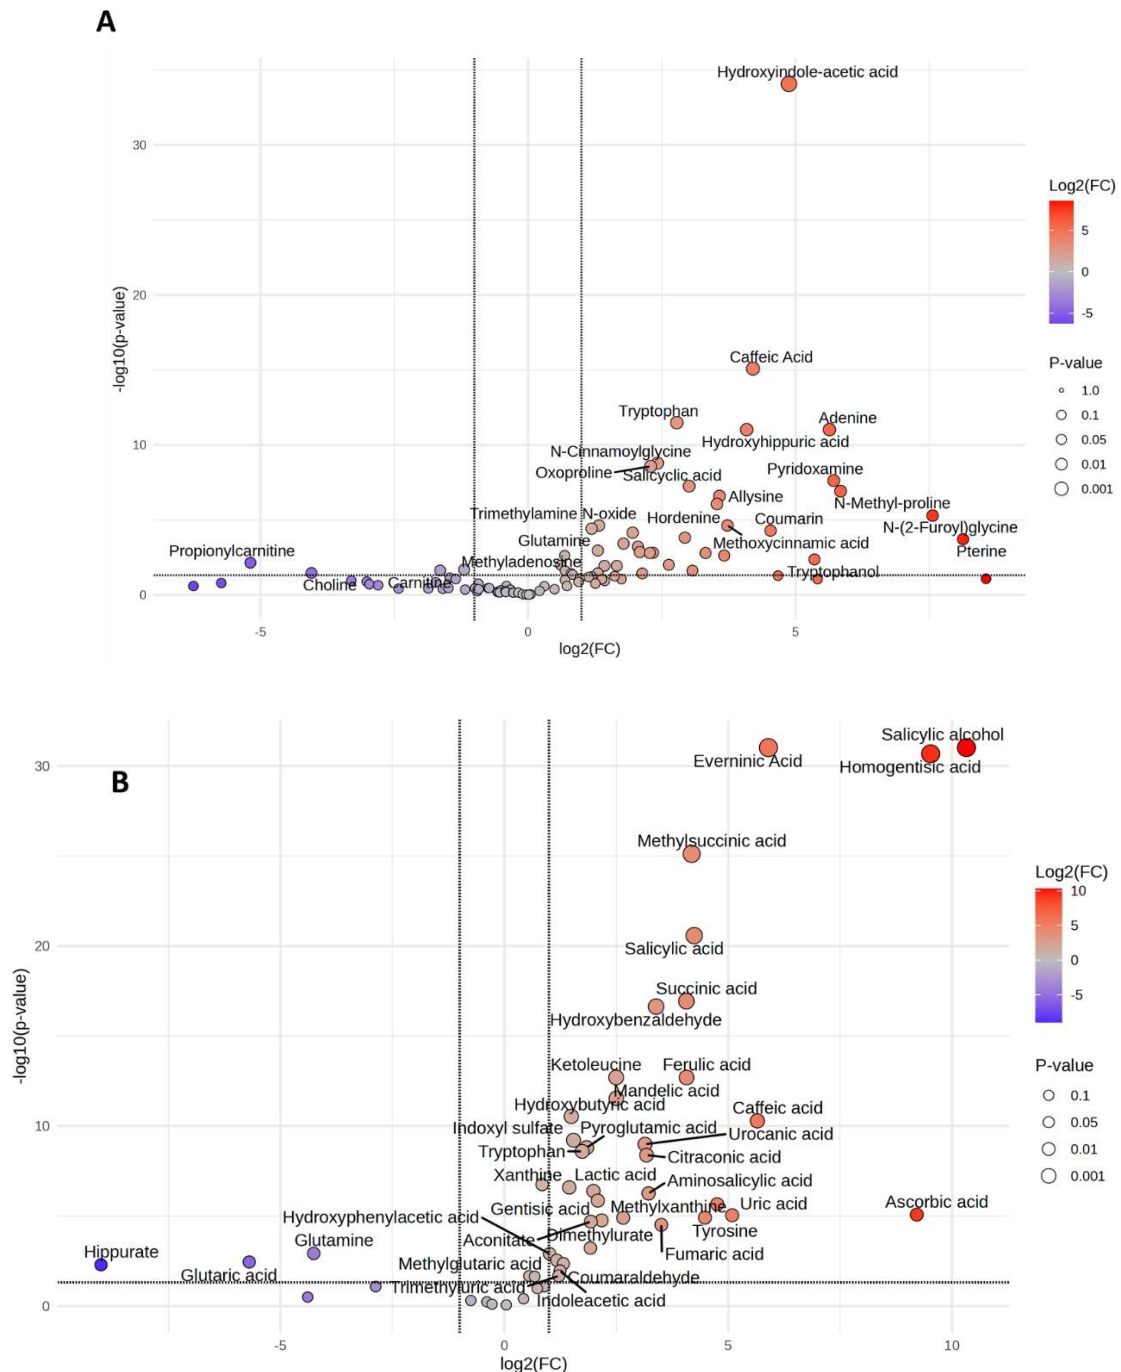 A
Hydroxyindole-acetic acid
30
Log2(FC)
5
0
-5
20
-log10(p-value)
P-value
1.0
0.1
0.05
0.01
0.001
Caffeic Acid
Tryptophan
Adenine
10
Hydroxyhippuric acid
N-Cinnamoylglycine
Oxoproline
Salicyclic acid
Pyridoxamine
Allysine
N-Methyl-proline
Trimethylamine N-oxide
Hordenine
Coumarin
N-(2-Furoyl)glycine
Glutamine
Methoxycinnamic acid
Propionylcarnitine
Pterine
Methyladenosine
Tryptophanol
Choline
Carnitine
0
-5
0
5
log2(FC)
B
Salicylic alcohol
Everninic Acid
Homogentisic acid
30
Methylsuccinic acid
Log2(FC)
10
5
0
-5
Salicylic acid
20
Succinic acid
Hydroxybenzaldehyde
-log10(p-value)
P-value
0.1
0.05
0.01
0.001
Ketoleucine
Ferulic acid
Mandelic acid
Hydroxybutyric acid
Caffeic acid
10
Indoxyl sulfate
Pyroglutamic acid
Urocanic acid
Tryptophan
Citraconic acid
Xanthine
Lactic acid
Aminosalicylic acid
Gentisic acid
Methylxanthine
Uric acid
Ascorbic acid
Hydroxyphenylacetic acid
Aconitate
Dimethylurate
Tyrosine
Glutamine
Fumaric acid
Hippurate
Methylglutaric acid
Glutaric acid
Coumaraldehyde
Trimethyluric acid
Indoleacetic acid
0
-5
0
5
10
log2(FC)